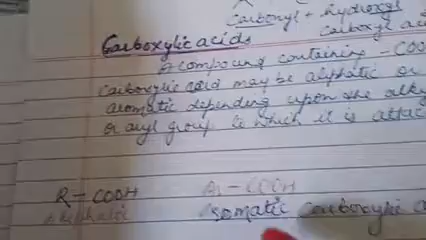 Carbonyl + hydroxyl
carboxyl
Carboxylic acids
A compound containing - COO
carboxylic acid may be aliphatic or
aromatic depending upon the alky
or aryl group to which it is attac
R - COOH Ar - COOH
Aliphatic Aromatic Carboxylic